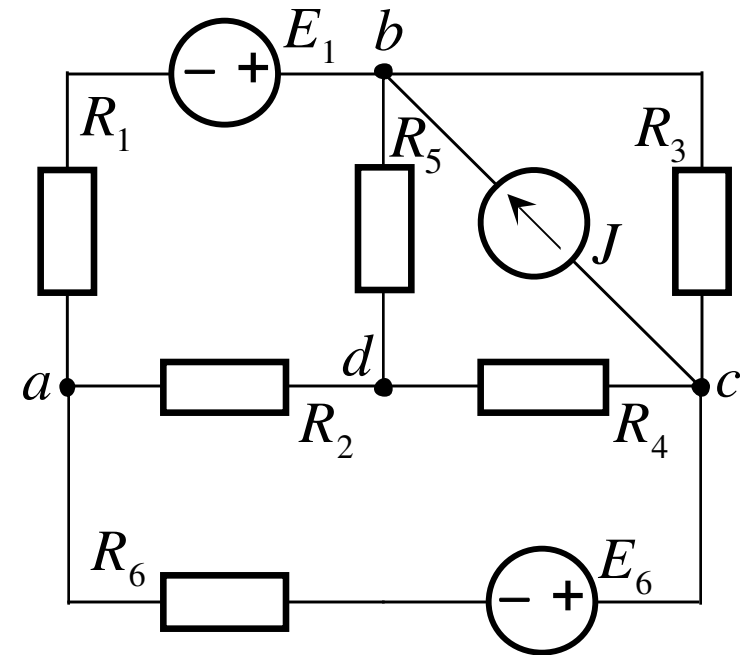 E₁
b
R₁
R₅
R₃
− +
J
d
a
c
R₂
R₄
R₆
E₆
− +